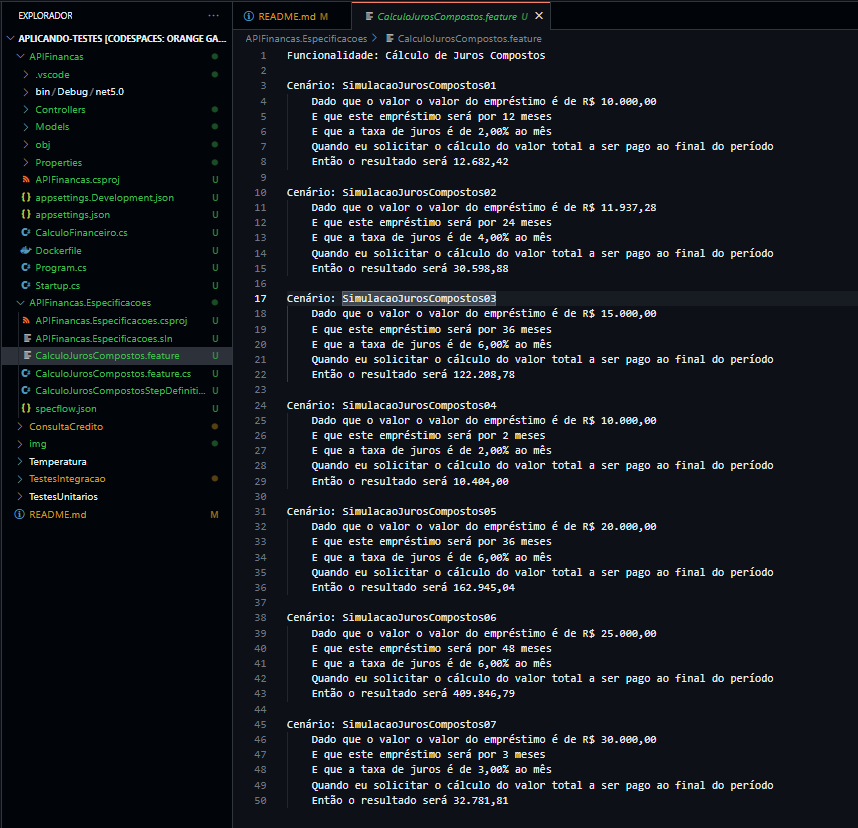 EXPLORADOR
···
APLICANDO-TESTES [CODESPACES: ORANGE GA...
APIFinancas
.vscode
bin/Debug/net5.0
Controllers
Models
obj
Properties
APIFinancas.csproj U
appsettings.Development.json U
appsettings.json U
CalculoFinanceiro.cs U
Dockerfile U
Program.cs U
Startup.cs U
APIFinancas.Especificacoes
APIFinancas.Especificacoes.csproj U
APIFinancas.Especificacoes.sln U
CalculoJurosCompostos.feature U
CalculoJurosCompostos.feature.cs U
CalculoJurosCompostosStepDefiniti... U
specflow.json U
ConsultaCredito
img
Temperatura
TestesIntegracao
TestesUnitarios
README.md M
README.md M
CalculoJurosCompostos.feature U
APIFinancas.Especificacoes > CalculoJurosCompostos.feature
1 Funcionalidade: Cálculo de Juros Compostos
2
3 Cenário: SimulacaoJurosCompostos01
4 Dado que o valor o valor do empréstimo é de R$ 10.000,00
5 E que este empréstimo será por 12 meses
6 E que a taxa de juros é de 2,00% ao mês
7 Quando eu solicitar o cálculo do valor total a ser pago ao final do período
8 Então o resultado será 12.682,42
9
10 Cenário: SimulacaoJurosCompostos02
11 Dado que o valor o valor do empréstimo é de R$ 11.937,28
12 E que este empréstimo será por 24 meses
13 E que a taxa de juros é de 4,00% ao mês
14 Quando eu solicitar o cálculo do valor total a ser pago ao final do período
15 Então o resultado será 30.598,88
16
17 Cenário: SimulacaoJurosCompostos03
18 Dado que o valor o valor do empréstimo é de R$ 15.000,00
19 E que este empréstimo será por 36 meses
20 E que a taxa de juros é de 6,00% ao mês
21 Quando eu solicitar o cálculo do valor total a ser pago ao final do período
22 Então o resultado será 122.208,78
23
24 Cenário: SimulacaoJurosCompostos04
25 Dado que o valor o valor do empréstimo é de R$ 10.000,00
26 E que este empréstimo será por 2 meses
27 E que a taxa de juros é de 2,00% ao mês
28 Quando eu solicitar o cálculo do valor total a ser pago ao final do período
29 Então o resultado será 10.404,00
30
31 Cenário: SimulacaoJurosCompostos05
32 Dado que o valor o valor do empréstimo é de R$ 20.000,00
33 E que este empréstimo será por 36 meses
34 E que a taxa de juros é de 6,00% ao mês
35 Quando eu solicitar o cálculo do valor total a ser pago ao final do período
36 Então o resultado será 162.945,04
37
38 Cenário: SimulacaoJurosCompostos06
39 Dado que o valor o valor do empréstimo é de R$ 25.000,00
40 E que este empréstimo será por 48 meses
41 E que a taxa de juros é de 6,00% ao mês
42 Quando eu solicitar o cálculo do valor total a ser pago ao final do período
43 Então o resultado será 409.846,79
44
45 Cenário: SimulacaoJurosCompostos07
46 Dado que o valor o valor do empréstimo é de R$ 30.000,00
47 E que este empréstimo será por 3 meses
48 E que a taxa de juros é de 3,00% ao mês
49 Quando eu solicitar o cálculo do valor total a ser pago ao final do período
50 Então o resultado será 32.781,81